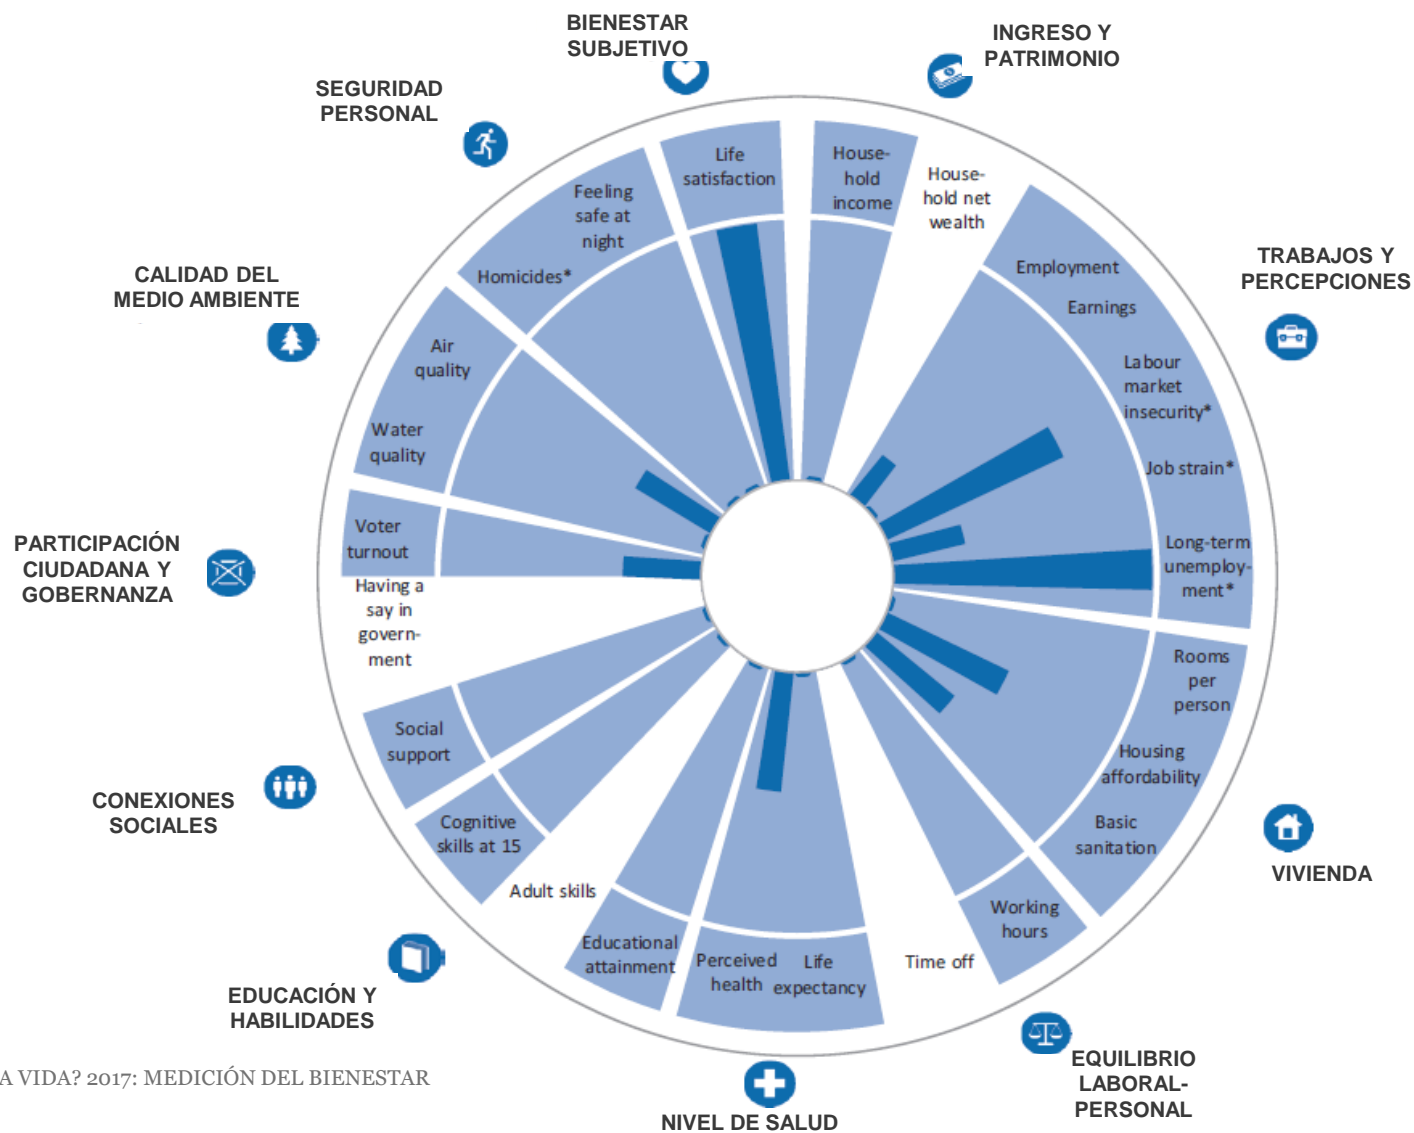 BIENESTAR
SUBJETIVO
INGRESO Y
PATRIMONIO
SEGURIDAD
PERSONAL
Life
satisfaction
House-
hold
income
House-
hold net
wealth
Feeling
safe at
night
Homicides*
Employment
Earnings
TRABAJOS Y
PERCEPCIONES
CALIDAD DEL
MEDIO AMBIENTE
Air
quality
Water
quality
Labour
market
insecurity*
Job strain*
Long-term
unemploy-
ment*
PARTICIPACIÓN
CIUDADANA Y
GOBERNANZA
Voter
turnout
Having a
say in
govern-
ment
Rooms
per
person
Housing
affordability
Basic
sanitation
Social
support
CONEXIONES
SOCIALES
Cognitive
skills at 15
VIVIENDA
Adult skills
Educational
attainment
Perceived
health
Life
expectancy
Time off
Working
hours
EDUCACIÓN Y
HABILIDADES
EQUILIBRIO
LABORAL-
PERSONAL
A VIDA? 2017: MEDICIÓN DEL BIENESTAR
NIVEL DE SALUD